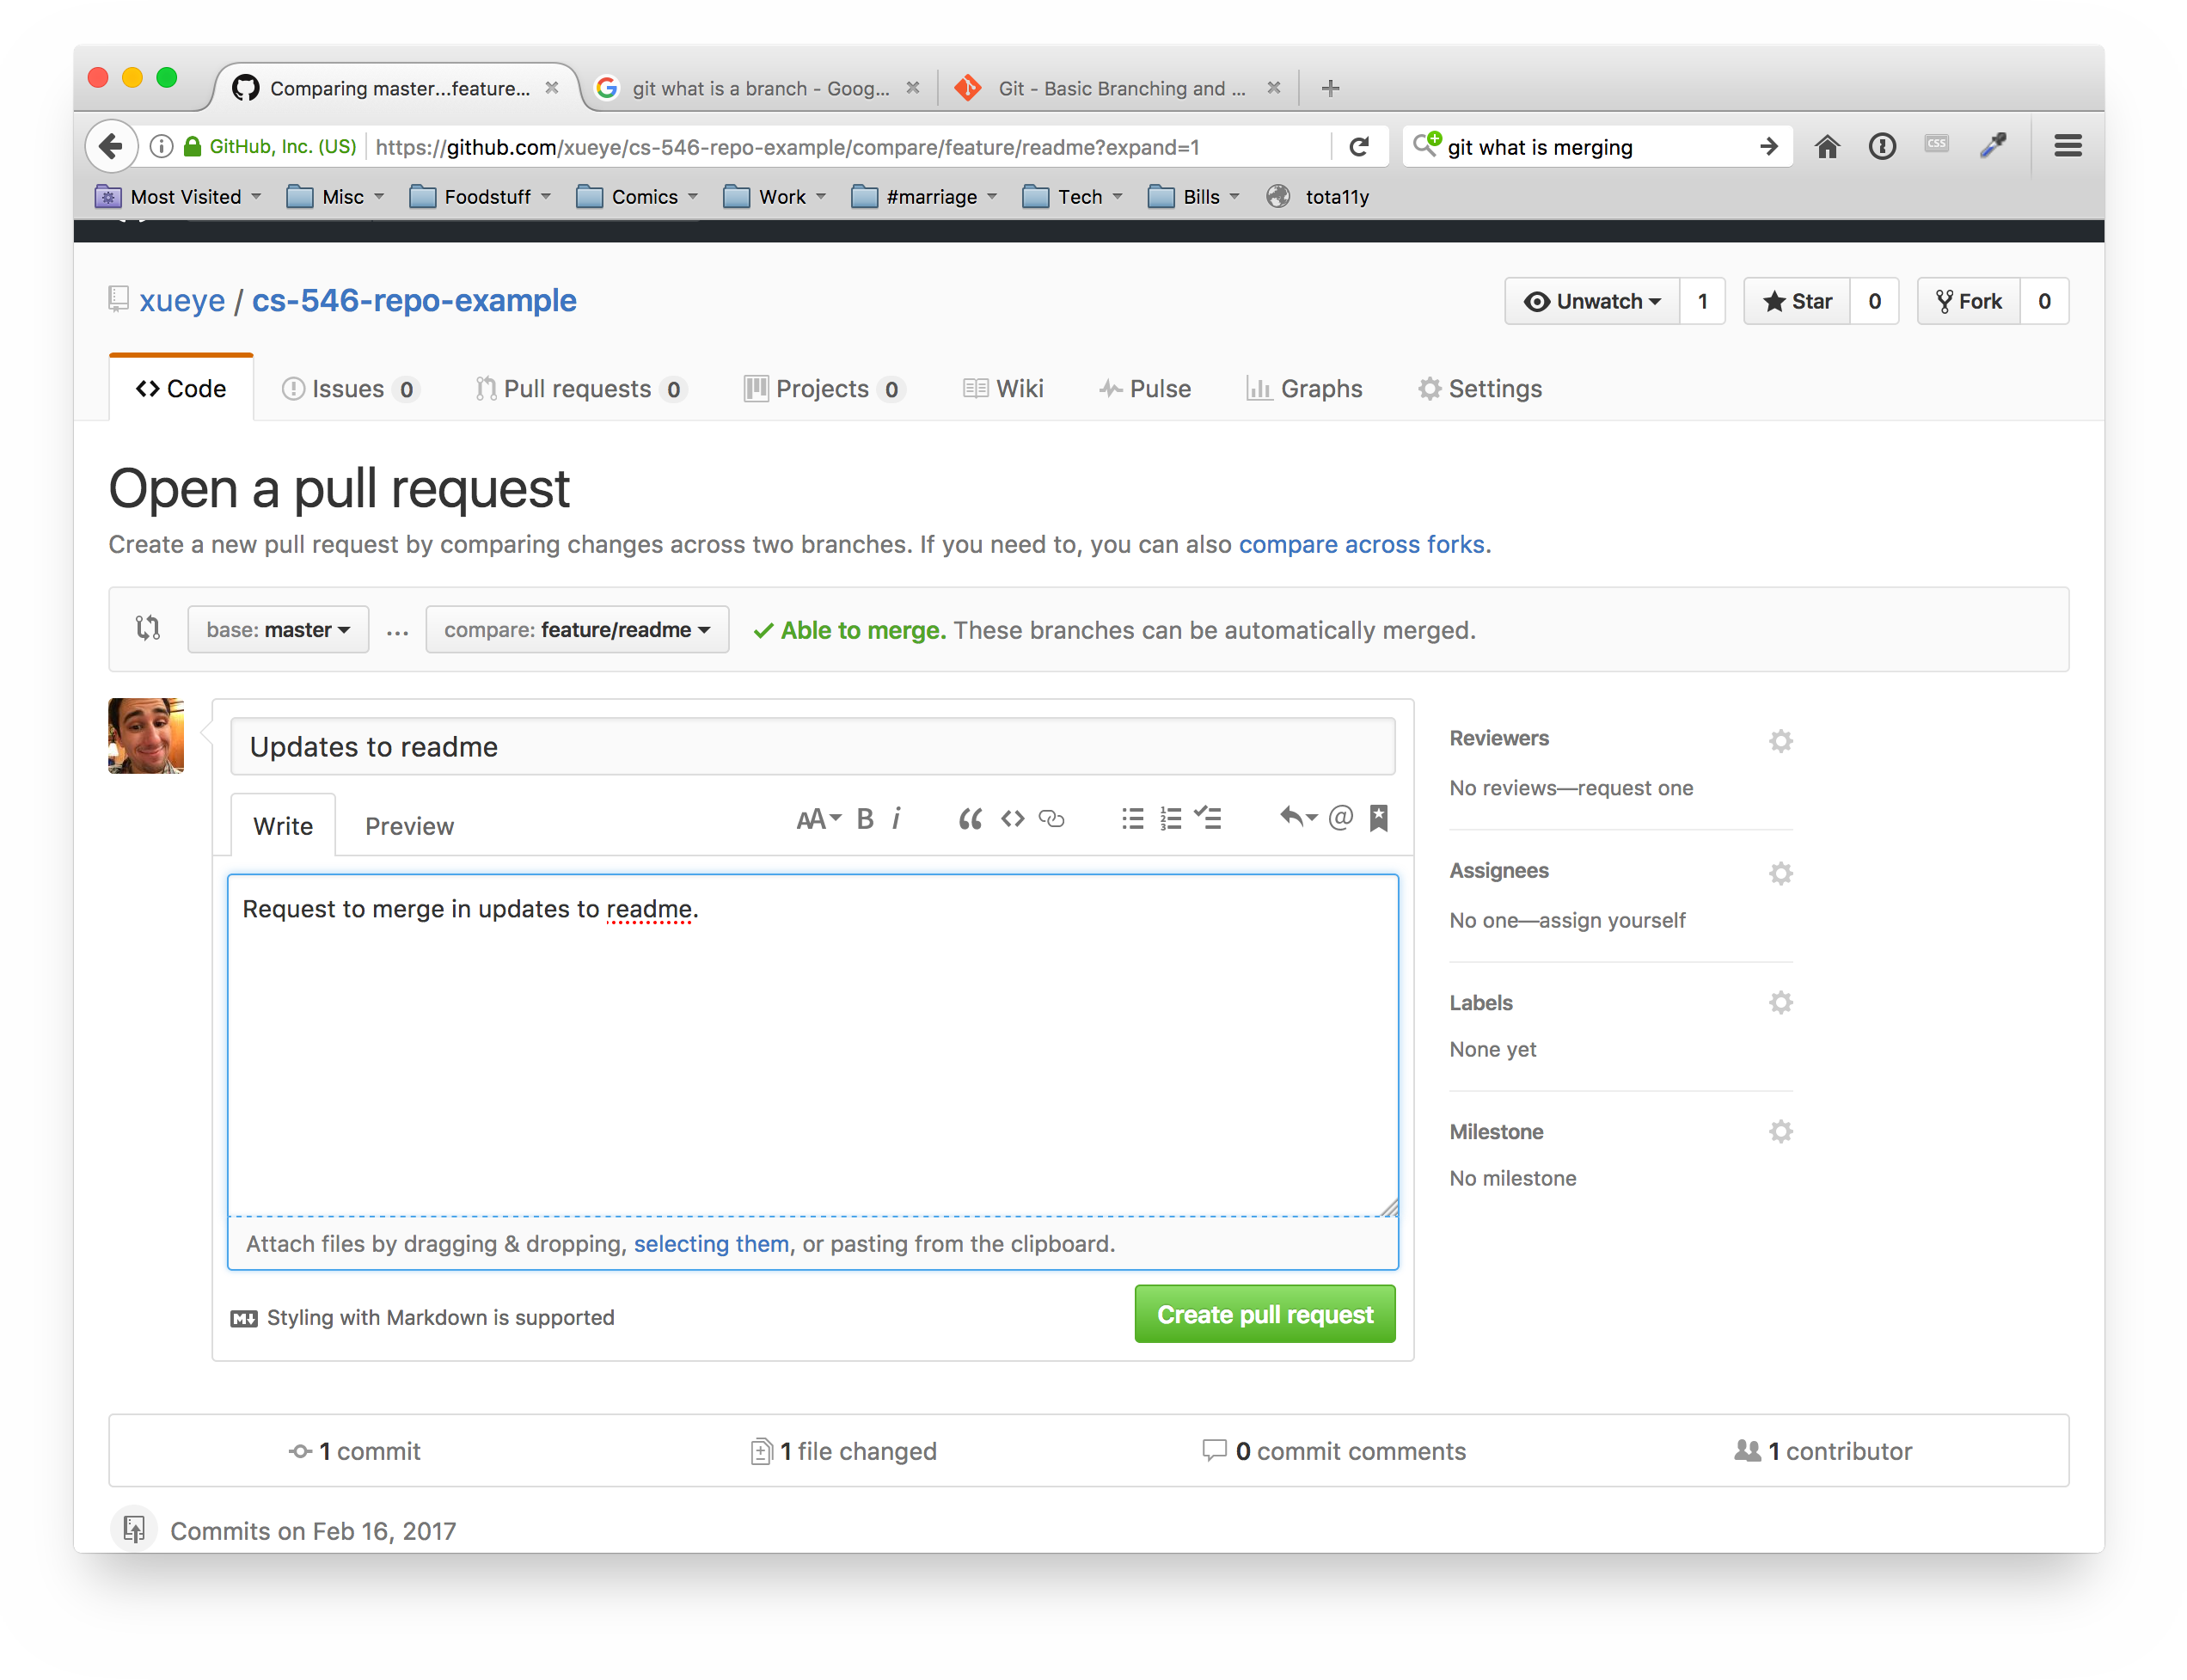 Comparing master...feature... git what is a branch - Goog... Git - Basic Branching and ...
GitHub, Inc. (US) https://github.com/xueye/cs-546-repo-example/compare/feature/readme?expand=1 git what is merging
Most Visited Misc Foodstuff Comics Work #marriage Tech Bills tota11y
xueye / cs-546-repo-example Unwatch 1 Star 0 Fork 0
Code Issues 0 Pull requests 0 Projects 0 Wiki Pulse Graphs Settings
Open a pull request
Create a new pull request by comparing changes across two branches. If you need to, you can also compare across forks.
base: master ... compare: feature/readme Able to merge. These branches can be automatically merged.
Updates to readme
Write Preview AA B i @
Request to merge in updates to readme.
Attach files by dragging & dropping, selecting them, or pasting from the clipboard.
Styling with Markdown is supported Create pull request
Reviewers
No reviews—request one
Assignees
No one—assign yourself
Labels
None yet
Milestone
No milestone
1 commit 1 file changed 0 commit comments 1 contributor
Commits on Feb 16, 2017